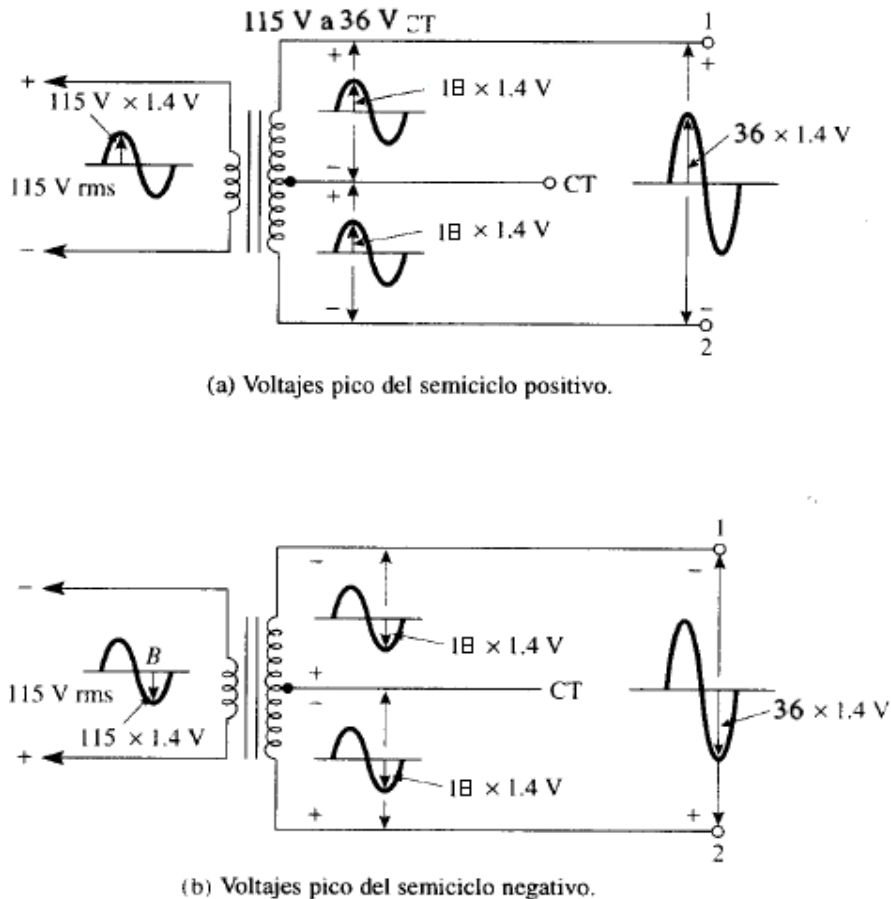 115 V a 36 V CT
1
+
+
+
115 V × 1.4 V
18 × 1.4 V
36 × 1.4 V
115 V rms
−
CT
+
18 × 1.4 V
−
−
−
2
(a) Voltajes pico del semiciclo positivo.
1
−
−
−
18 × 1.4 V
B
115 V rms
+
CT
−
36 × 1.4 V
115 × 1.4 V
+
18 × 1.4 V
+
+
2
(b) Voltajes pico del semiciclo negativo.